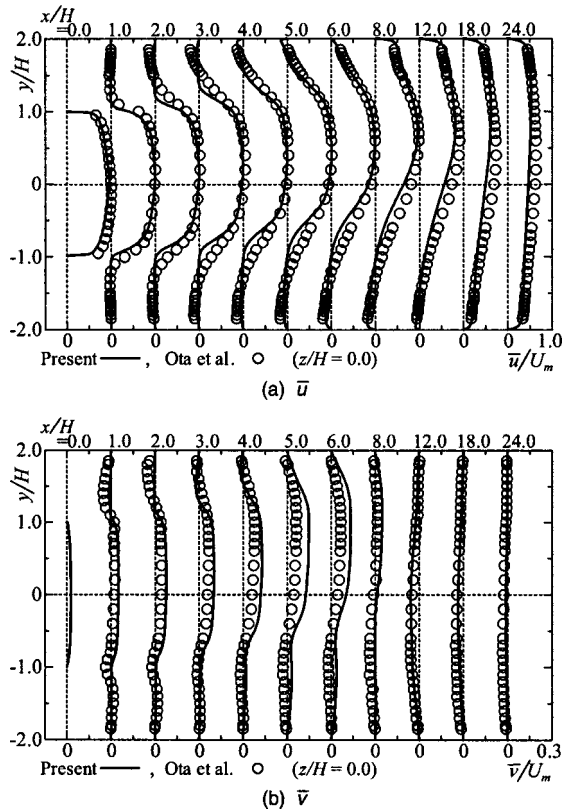 x/H
=0.0 1.0 2.0 3.0 4.0 5.0 6.0 8.0 12.0 18.0 24.0
2.0
y/H
1.0
0
-1.0
-2.0
0 0 0 0 0 0 0 0 0 0 0 1.0
Present ——, Ota et al. ○ (z/H = 0.0) u̅/Uₘ
(a) u̅
x/H
=0.0 1.0 2.0 3.0 4.0 5.0 6.0 8.0 12.0 18.0 24.0
2.0
y/H
1.0
0
-1.0
-2.0
0 0 0 0 0 0 0 0 0 0 0 0.3
Present ——, Ota et al. ○ (z/H = 0.0) v̅/Uₘ
(b) v̅